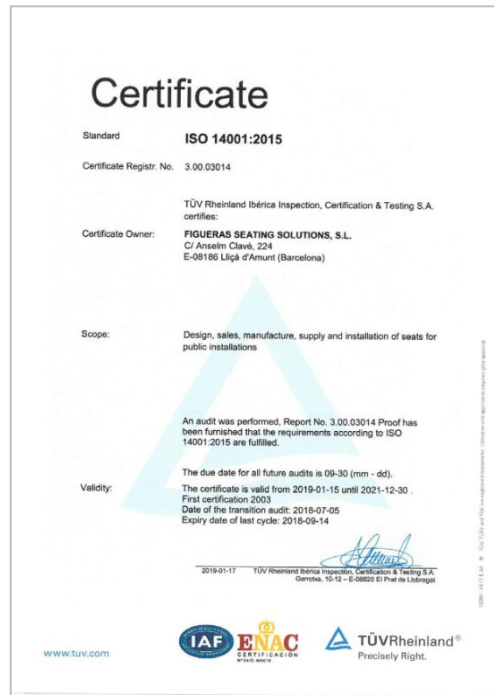 Certificate
Standard ISO 14001:2015
Certificate Registr. No. 3.00.03014
TÜV Rheinland Ibérica Inspection, Certification & Testing S.A.
certifies:
Certificate Owner: FIGUERAS SEATING SOLUTIONS, S.L.
C/ Anselm Clavé, 224
E-08186 Lliçà d'Amunt (Barcelona)
Scope: Design, sales, manufacture, supply and installation of seats for
public installations
An audit was performed, Report No. 3.00.03014 Proof has
been furnished that the requirements according to ISO
14001:2015 are fulfilled.
The due date for all future audits is 09-30 (mm - dd).
Validity: The certificate is valid from 2019-01-15 until 2021-12-30 .
First certification 2003
Date of the transition audit: 2018-07-05
Expiry date of last cycle: 2018-09-14
2019-01-17 TÜV Rheinland Ibérica Inspection, Certification & Testing S.A.
Garrotxa, 10-12 – E-08820 El Prat de Llobregat
www.tuv.com
IAF
ENAC
CERTIFICACIÓN
TÜVRheinland®
Precisely Right.